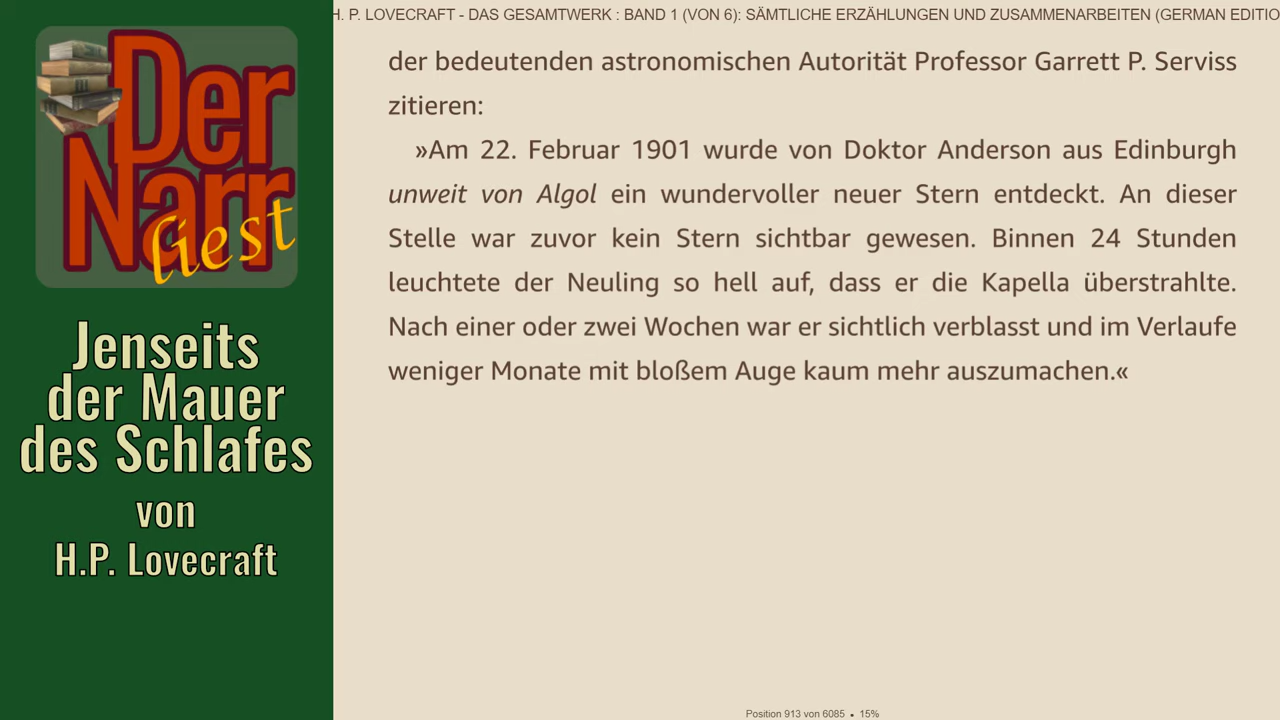 Der
Narr
liest
Jenseits
der Mauer
des Schlafes
von
H.P. Lovecraft
H. P. LOVECRAFT - DAS GESAMTWERK : BAND 1 (VON 6): SÄMTLICHE ERZÄHLUNGEN UND ZUSAMMENARBEITEN (GERMAN EDITIO
der bedeutenden astronomischen Autorität Professor Garrett P. Serviss
zitieren:
»Am 22. Februar 1901 wurde von Doktor Anderson aus Edinburgh
unweit von Algol ein wundervoller neuer Stern entdeckt. An dieser
Stelle war zuvor kein Stern sichtbar gewesen. Binnen 24 Stunden
leuchtete der Neuling so hell auf, dass er die Kapella überstrahlte.
Nach einer oder zwei Wochen war er sichtlich verblasst und im Verlaufe
weniger Monate mit bloßem Auge kaum mehr auszumachen.«
Position 913 von 6085 • 15%